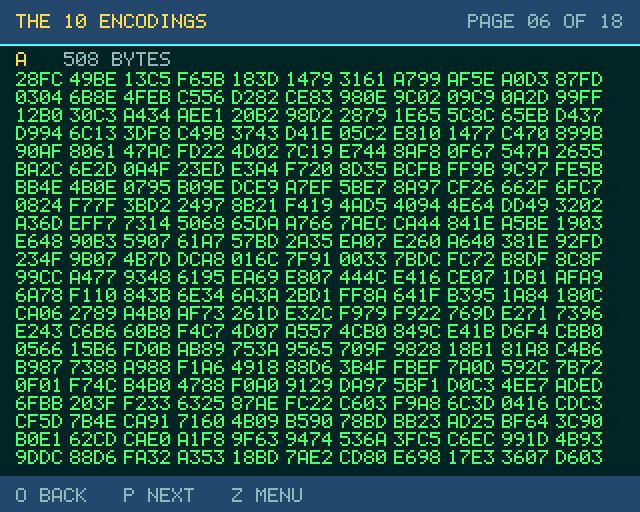 THE 10 ENCODINGS PAGE 06 OF 18
A 508 BYTES
28FC 49BE 13C5 F65B 183D 1479 3161 A799 AF5E A0D3 87FD
0304 6B8E 4FEB C556 D282 CE83 980E 9C02 09C9 0A2D 99FF
12B0 30C3 A434 AEE1 20B2 98D2 2879 1E65 5C8C 65EB D437
D994 6C13 3DF8 C49B 3743 D41E 05C2 E810 1477 C470 899B
90AF 8061 47AC FD22 4D02 7C19 E744 8AF8 0F67 547A 2655
BA2C 6E2D 0A4F 23ED E3A4 F720 8D35 BCFB FF9B 9C97 FE5B
BB4E 4B0E 0795 B09E DCE9 A7EF 5BE7 8A97 CF26 662F 6FC7
0824 F77F 3BD2 2497 8B21 F419 4AD5 4094 4E64 DD49 3202
A36D EFF7 7314 5068 65DA A766 7AEC CA44 841E A5BE 1903
E648 90B3 5907 61A7 57BD 2A35 EA07 E260 A640 381E 92FD
234F 9B07 4B7D DCA8 016C 7F91 0033 7BDC FC72 B8DF 8C8F
99CC A477 9348 6195 EA69 E807 444C E416 CE07 1DB1 AFA9
6A78 F110 843B 6E34 6A3A 2BD1 FF8A 641F B395 1A84 180C
CA06 2789 A4B0 AF73 261D E32C F979 F922 769D E271 7396
E243 C6B6 60B8 F4C7 4D07 A557 4CB0 849C E41B D6F4 CBB0
0566 15B6 FD0B AB89 753A 9565 709F 9828 18B1 81A8 C4B6
B987 7388 A988 F1A6 4918 88D6 3B4F FBEF 7A0D 592C 7B72
0F01 F74C B4B0 4788 F0A0 9129 DA97 5BF1 D0C3 4EE7 ADED
6FBB 203F F233 6325 87AE FC22 C603 F9A8 6C3D 0416 CDC3
CF5D 7B4E CA91 7160 4B09 B590 78BD BB23 AD25 BF64 3C90
B0E1 62CD CAE0 A1F8 9F63 9474 536A 3FC5 C6EC 991D 4B93
9DDC 88D6 FA32 A353 18BD 7AE2 CD80 E698 17E3 3607 D603
O BACK P NEXT Z MENU